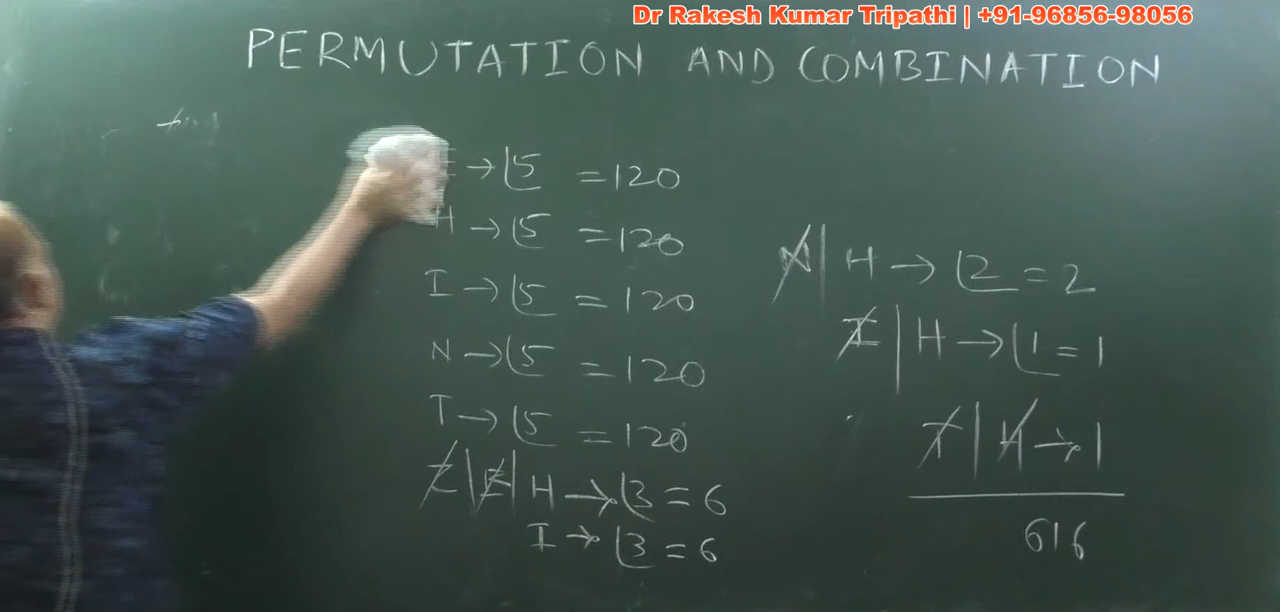 Dr Rakesh Kumar Tripathi | +91-96856-98056
PERMUTATION AND COMBINATION
E → ⌊5 = 120
H → ⌊5 = 120
I → ⌊5 = 120
N → ⌊5 = 120
T → ⌊5 = 120
Z | E | H → ⌊3 = 6
I → ⌊3 = 6
N | H → ⌊2 = 2
I | H → ⌊1 = 1
T | H → 1
616